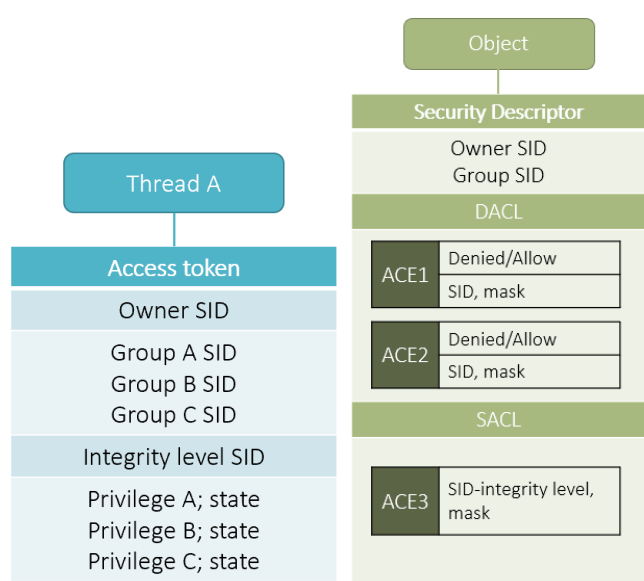 Thread A
Access token
Owner SID
Group A SID
Group B SID
Group C SID
Integrity level SID
Privilege A; state
Privilege B; state
Privilege C; state
Object
Security Descriptor
Owner SID
Group SID
DACL
ACE1
Denied/Allow
SID, mask
ACE2
Denied/Allow
SID, mask
SACL
ACE3
SID-integrity level,
mask